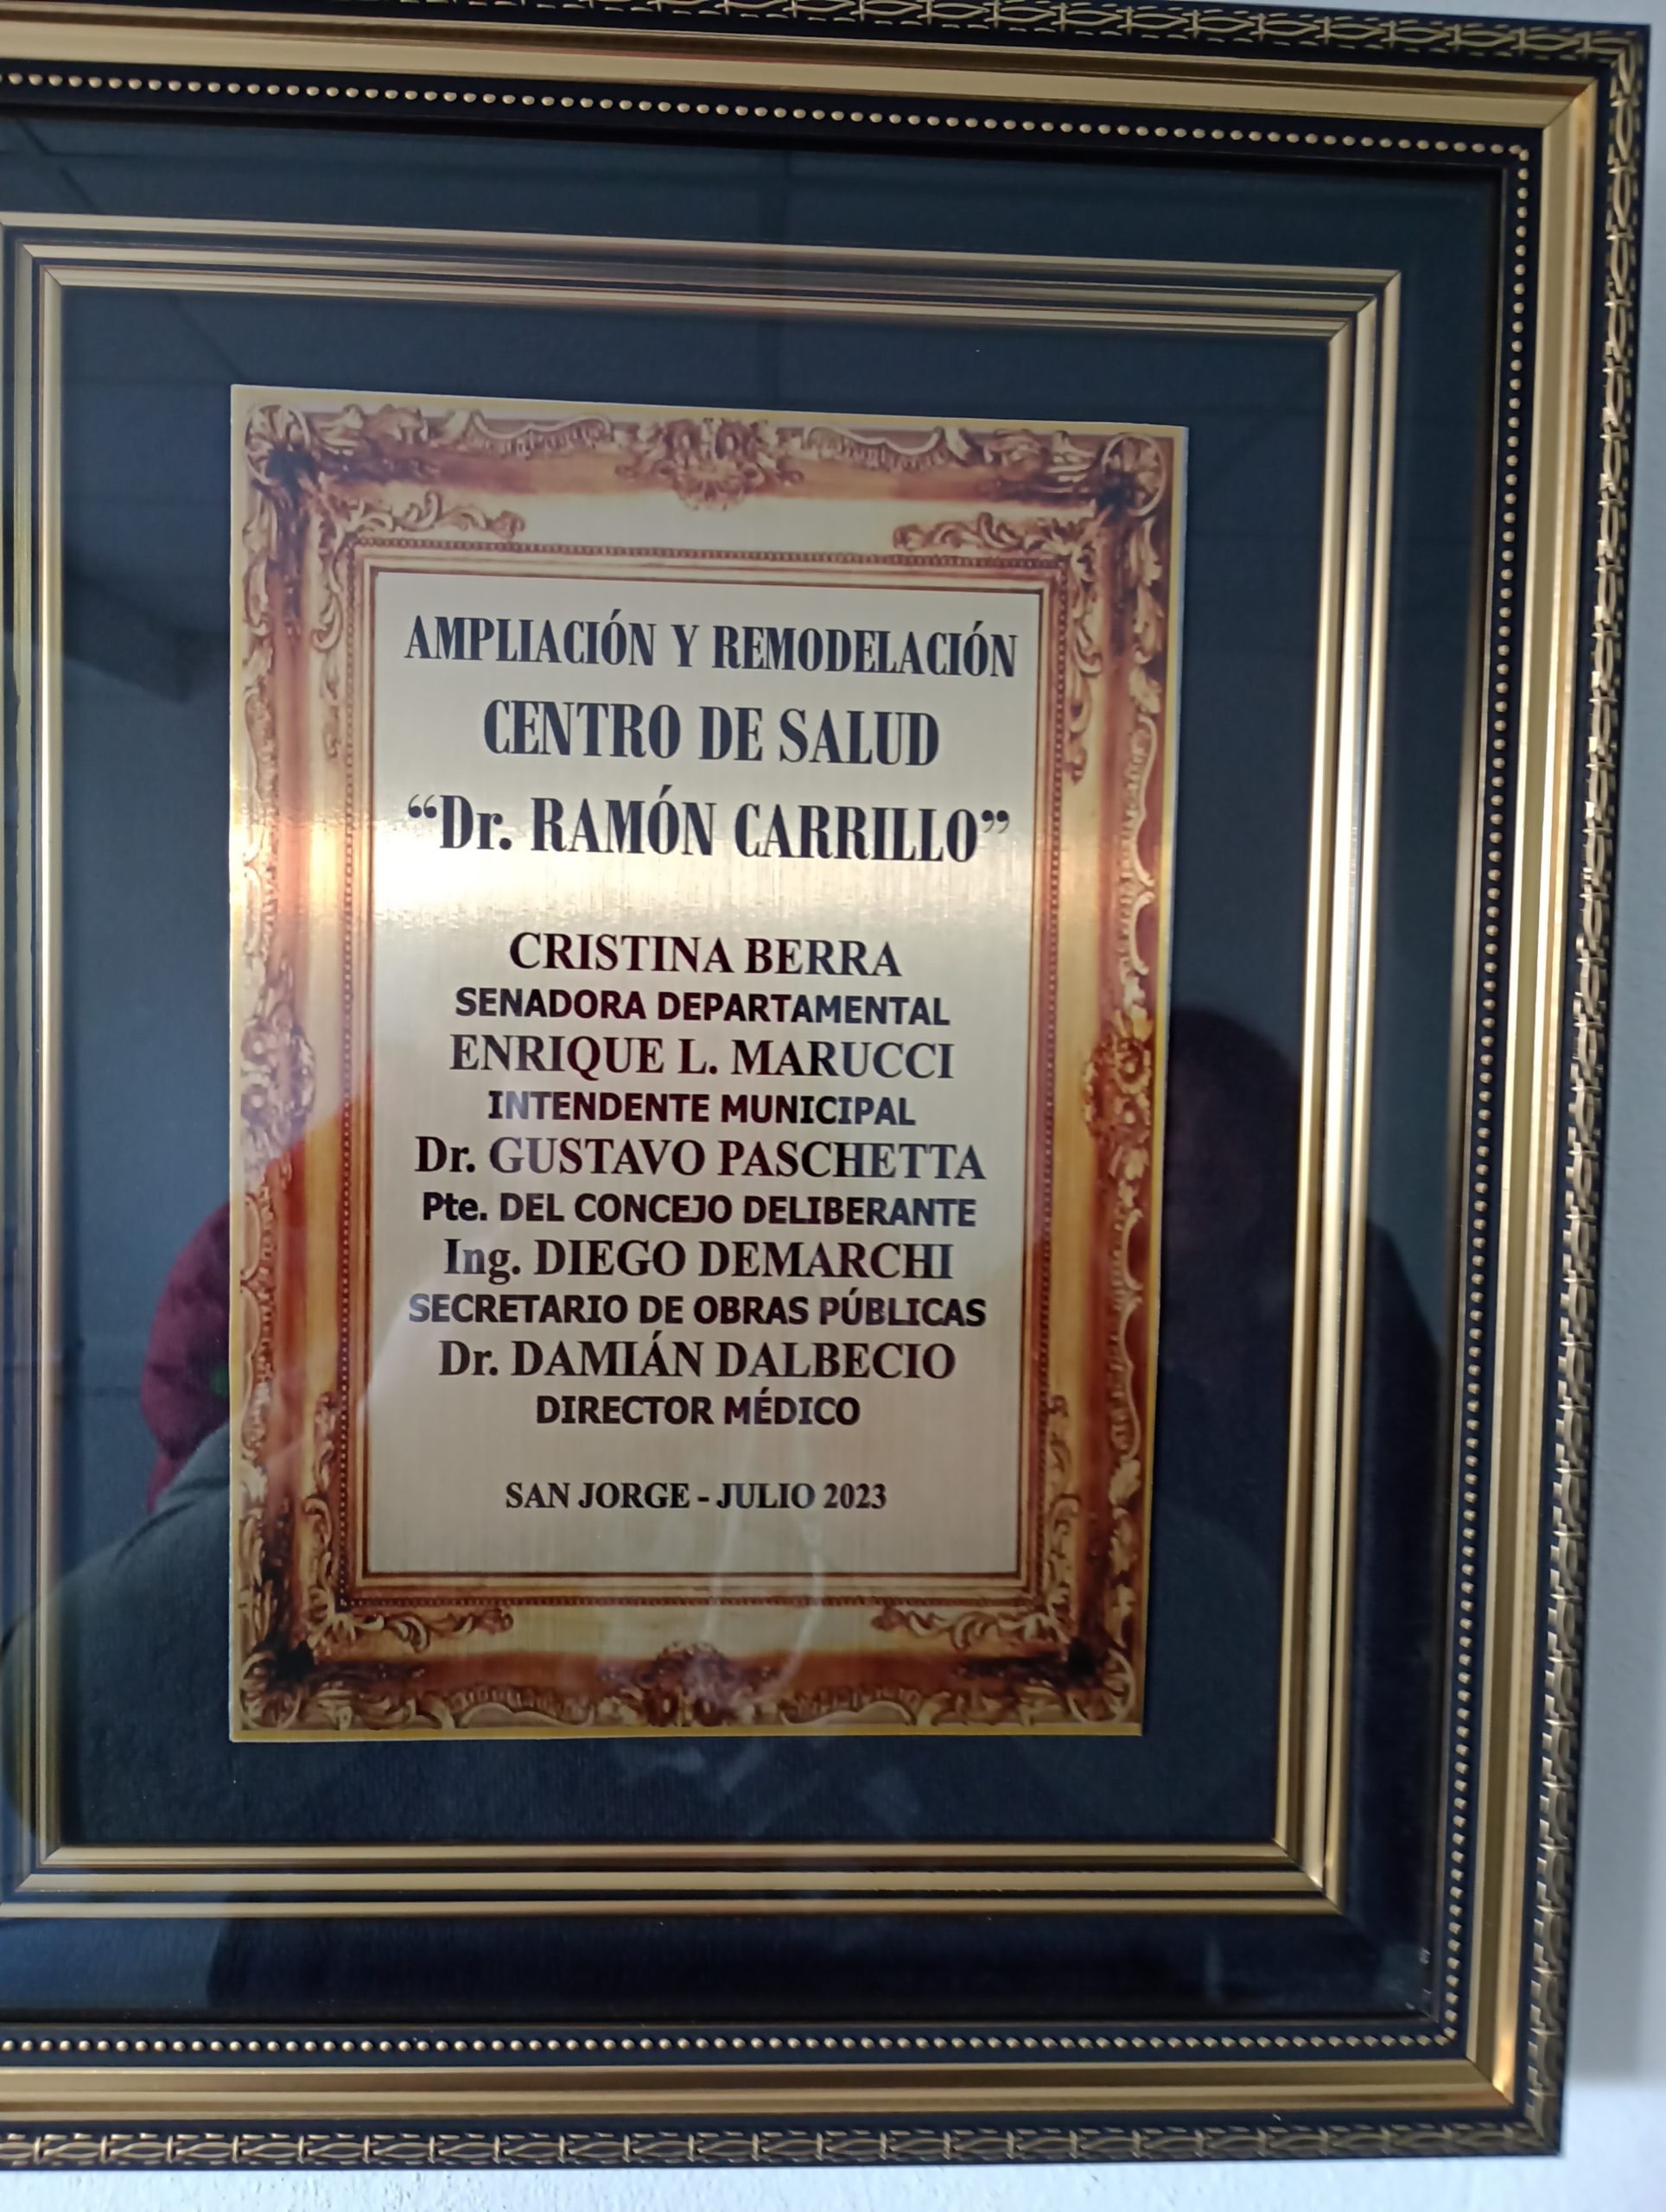 AMPLIACIÓN Y REMODELACIÓN
CENTRO DE SALUD
“Dr. RAMÓN CARRILLO”
CRISTINA BERRA
SENADORA DEPARTAMENTAL
ENRIQUE L. MARUCCI
INTENDENTE MUNICIPAL
Dr. GUSTAVO PASCHETTA
Pte. DEL CONCEJO DELIBERANTE
Ing. DIEGO DEMARCHI
SECRETARIO DE OBRAS PÚBLICAS
Dr. DAMIÁN DALBECIO
DIRECTOR MÉDICO
SAN JORGE - JULIO 2023